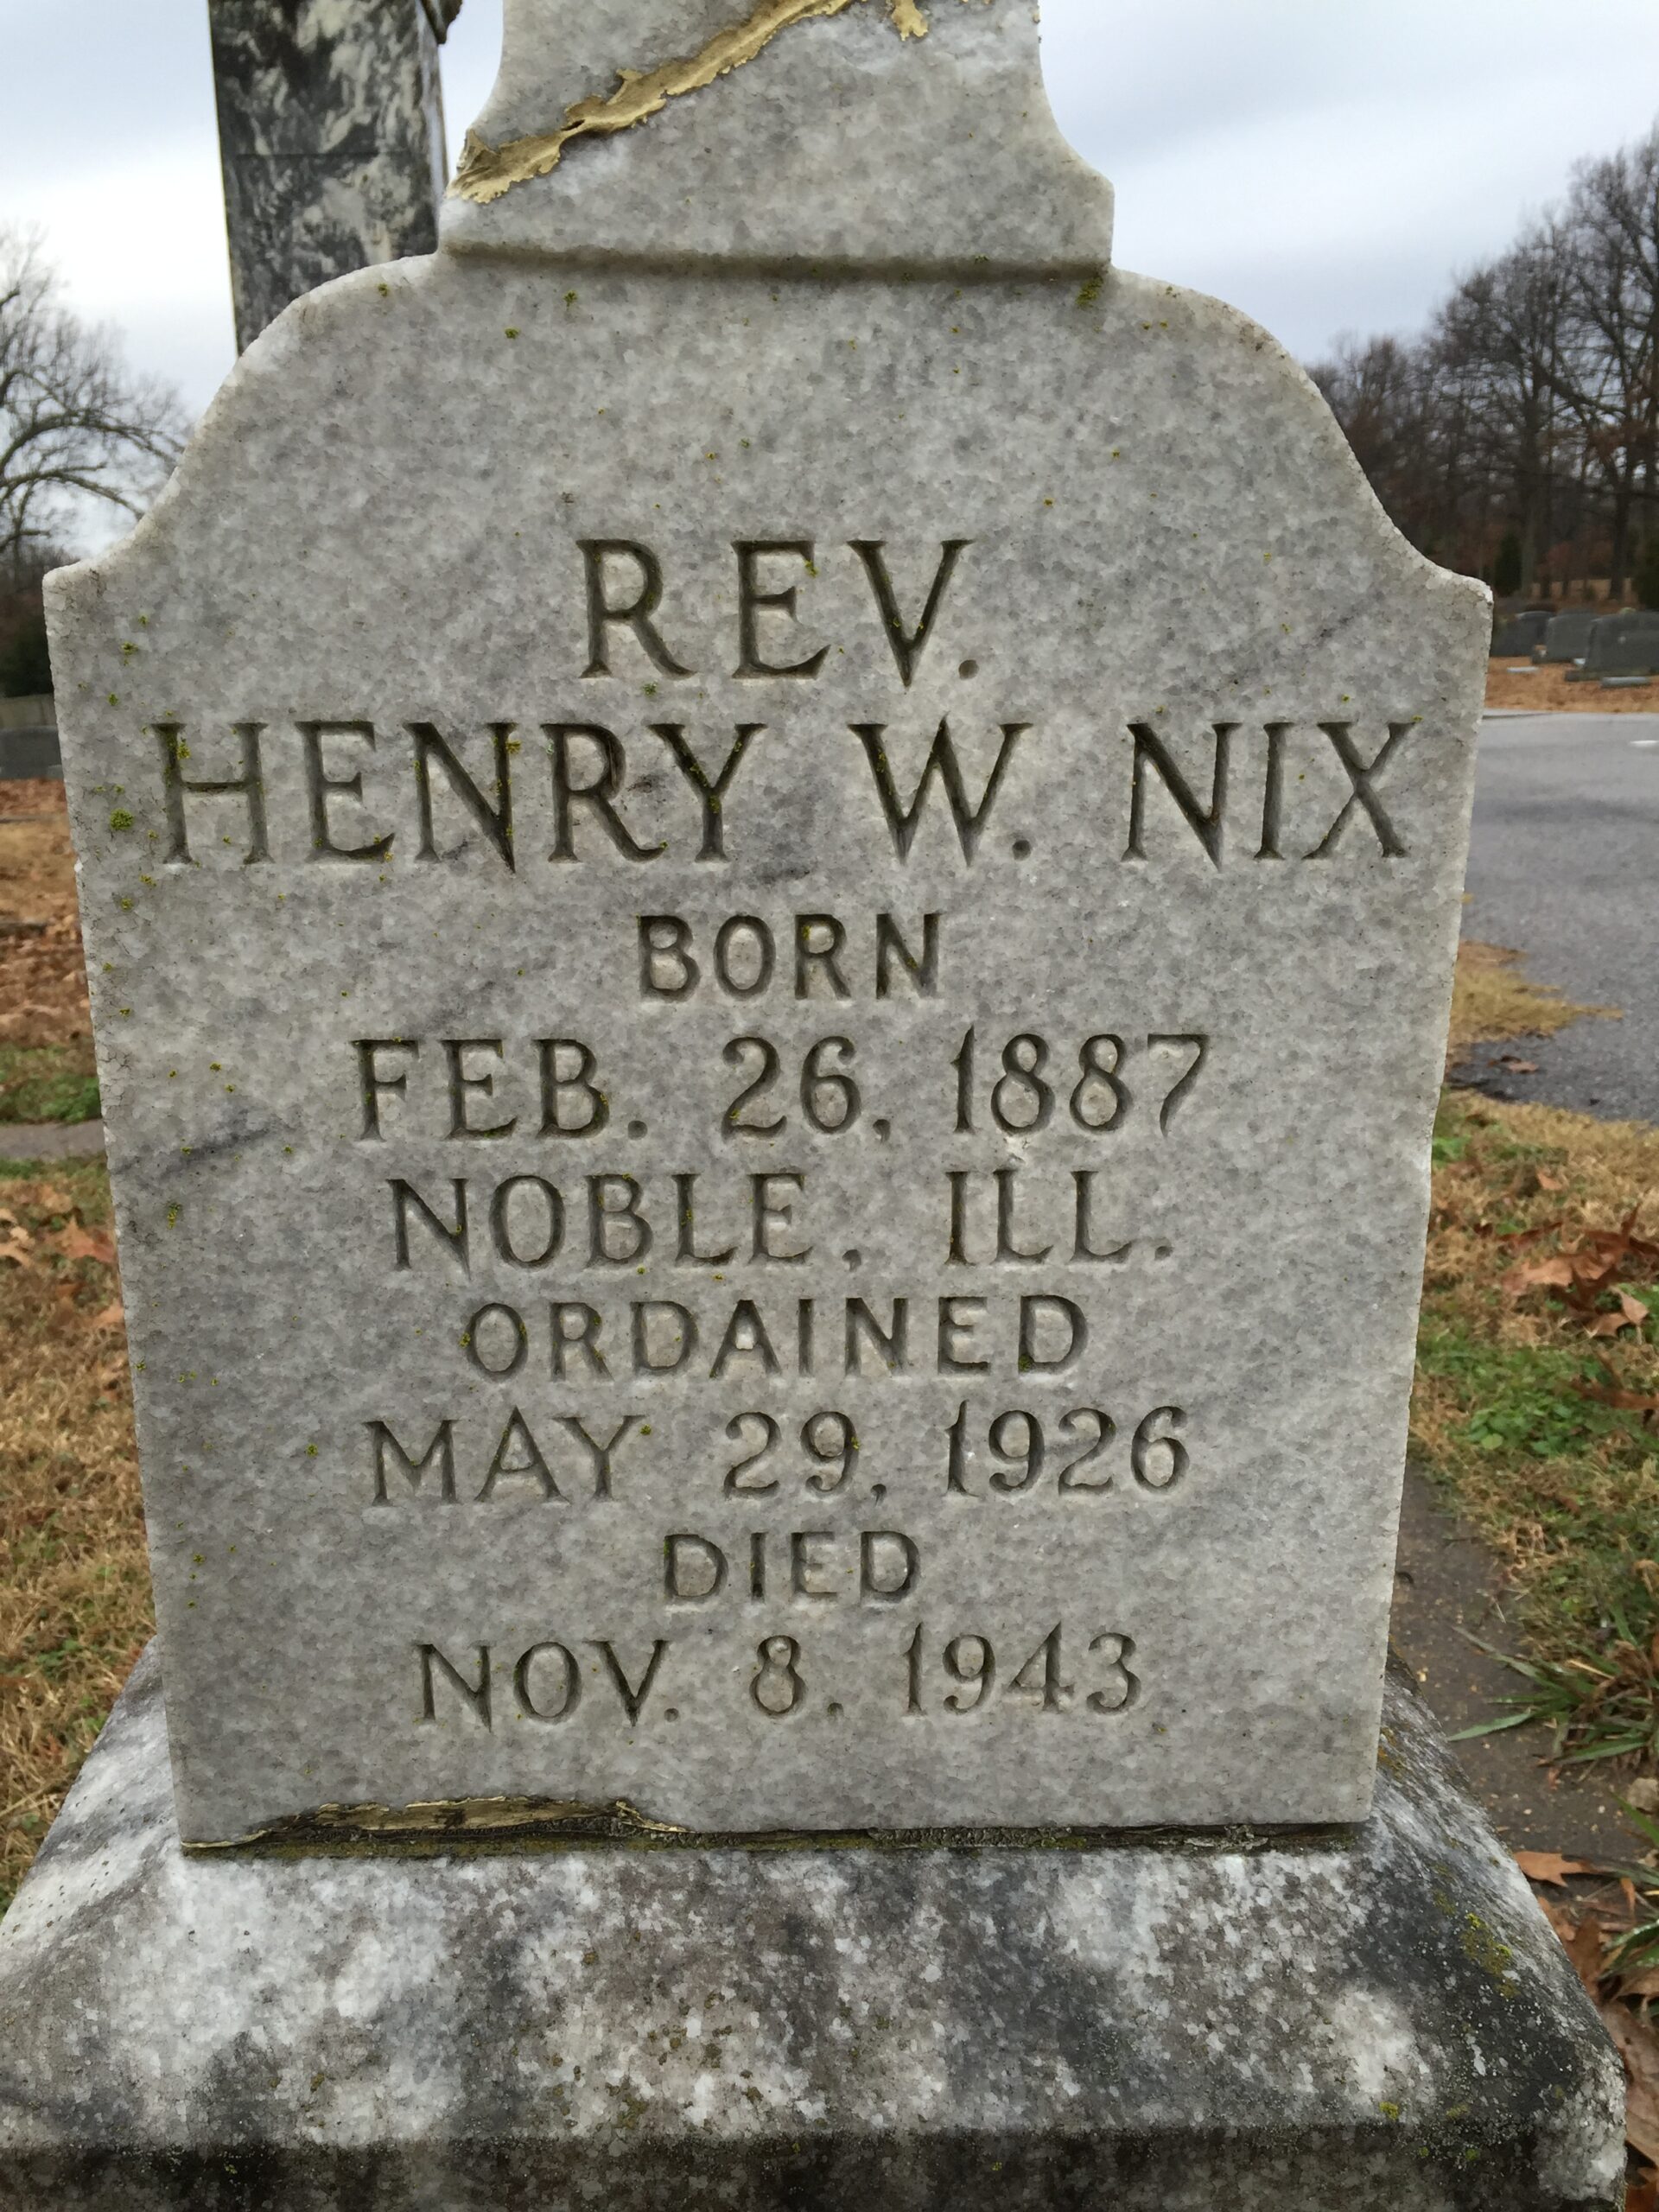 REV.
HENRY W. NIX
BORN
FEB. 26, 1887
NOBLE, ILL.
ORDAINED
MAY 29, 1926
DIED
NOV. 8, 1943